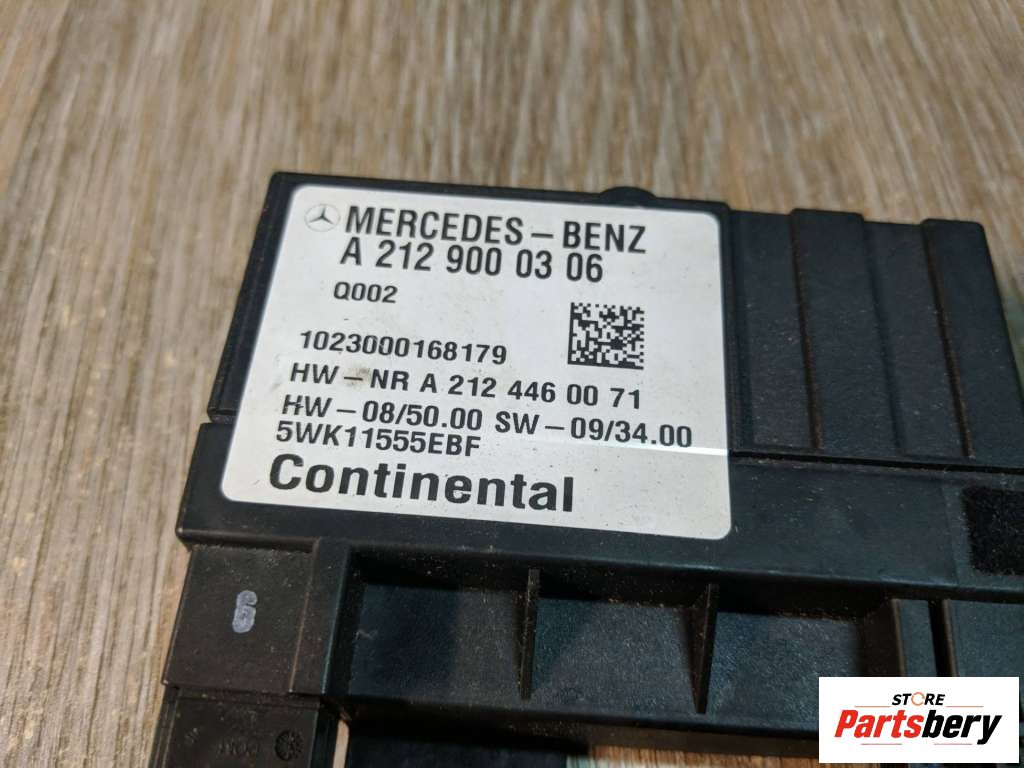 MERCEDES-BENZ
A 212 900 03 06
Q002
1023000168179
HW-NR A 212 446 00 71
HW-08/50.00 SW-09/34.00
5WK11555EBF
Continental
6
STORE
Partsbery